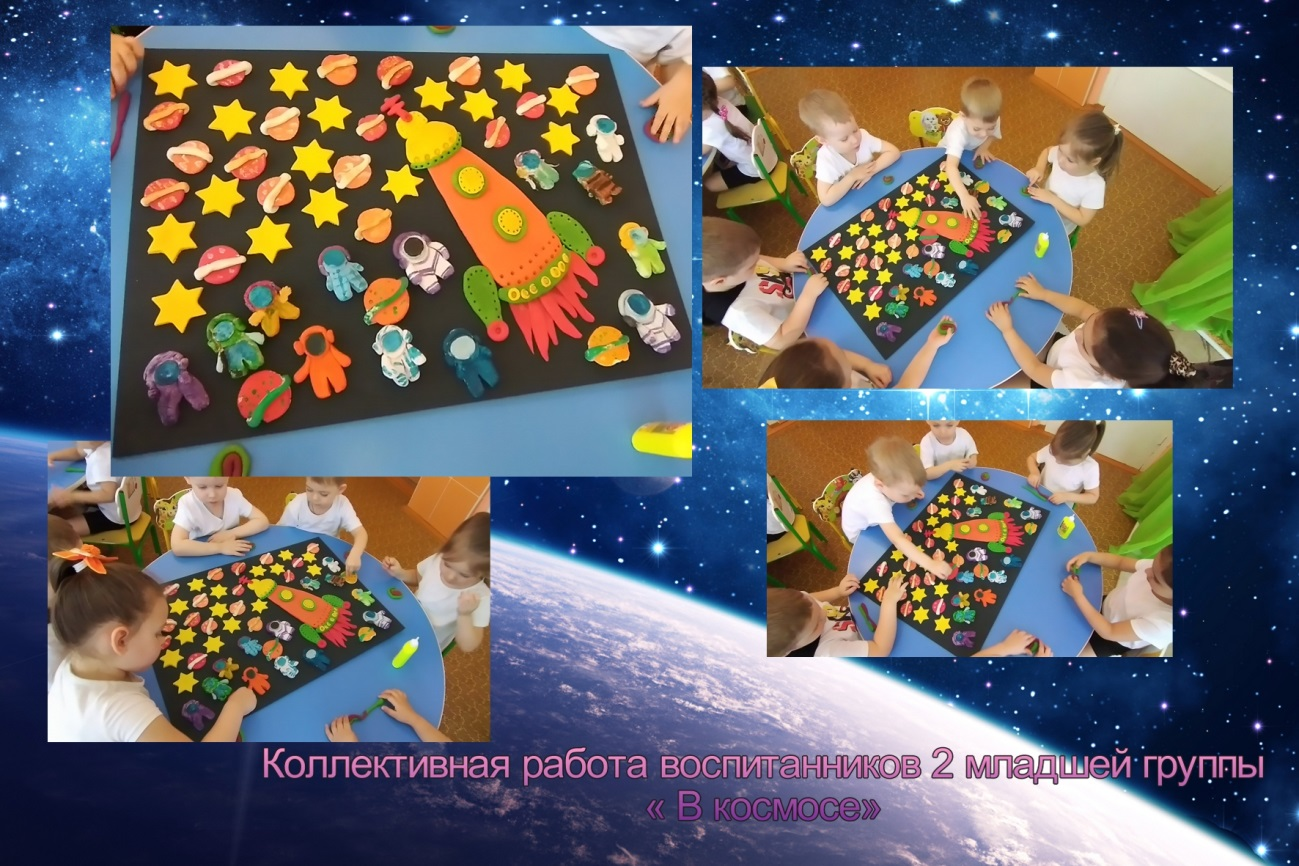 Коллективная работа воспитанников 2 младшей группы
« В космосе»